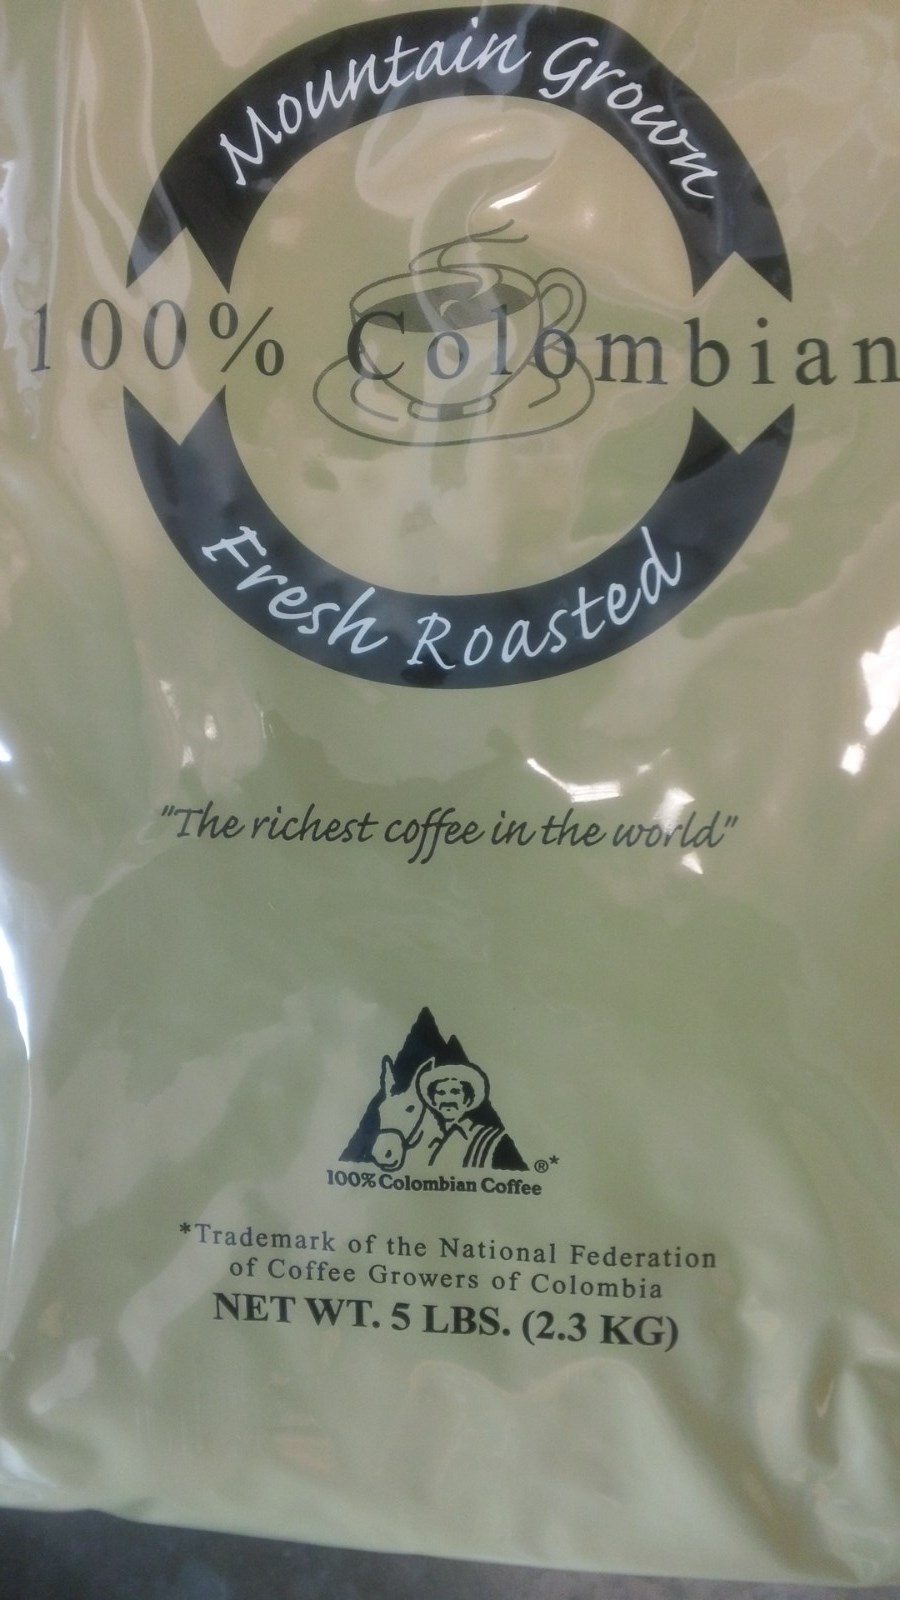 Mountain Grown
100% Colombian
Fresh Roasted
"The richest coffee in the world"
®*
100% Colombian Coffee
*Trademark of the National Federation
of Coffee Growers of Colombia
NET WT. 5 LBS. (2.3 KG)